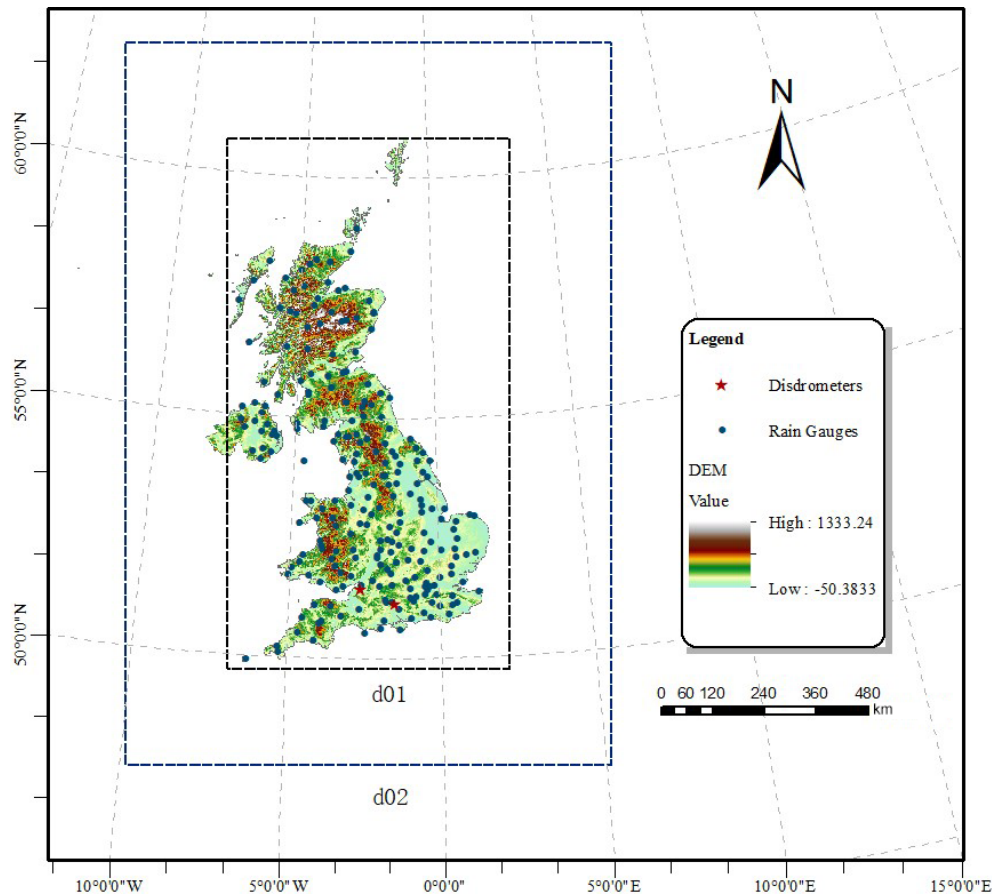 N
60°0'0"N
55°0'0"N
50°0'0"N
Legend
Disdrometers
Rain Gauges
DEM
Value
High : 1333.24
Low : -50.3833
0 60 120 240 360 480
km
d01
d02
10°0'0"W 5°0'0"W 0°0'0" 5°0'0"E 10°0'0"E 15°0'0"E